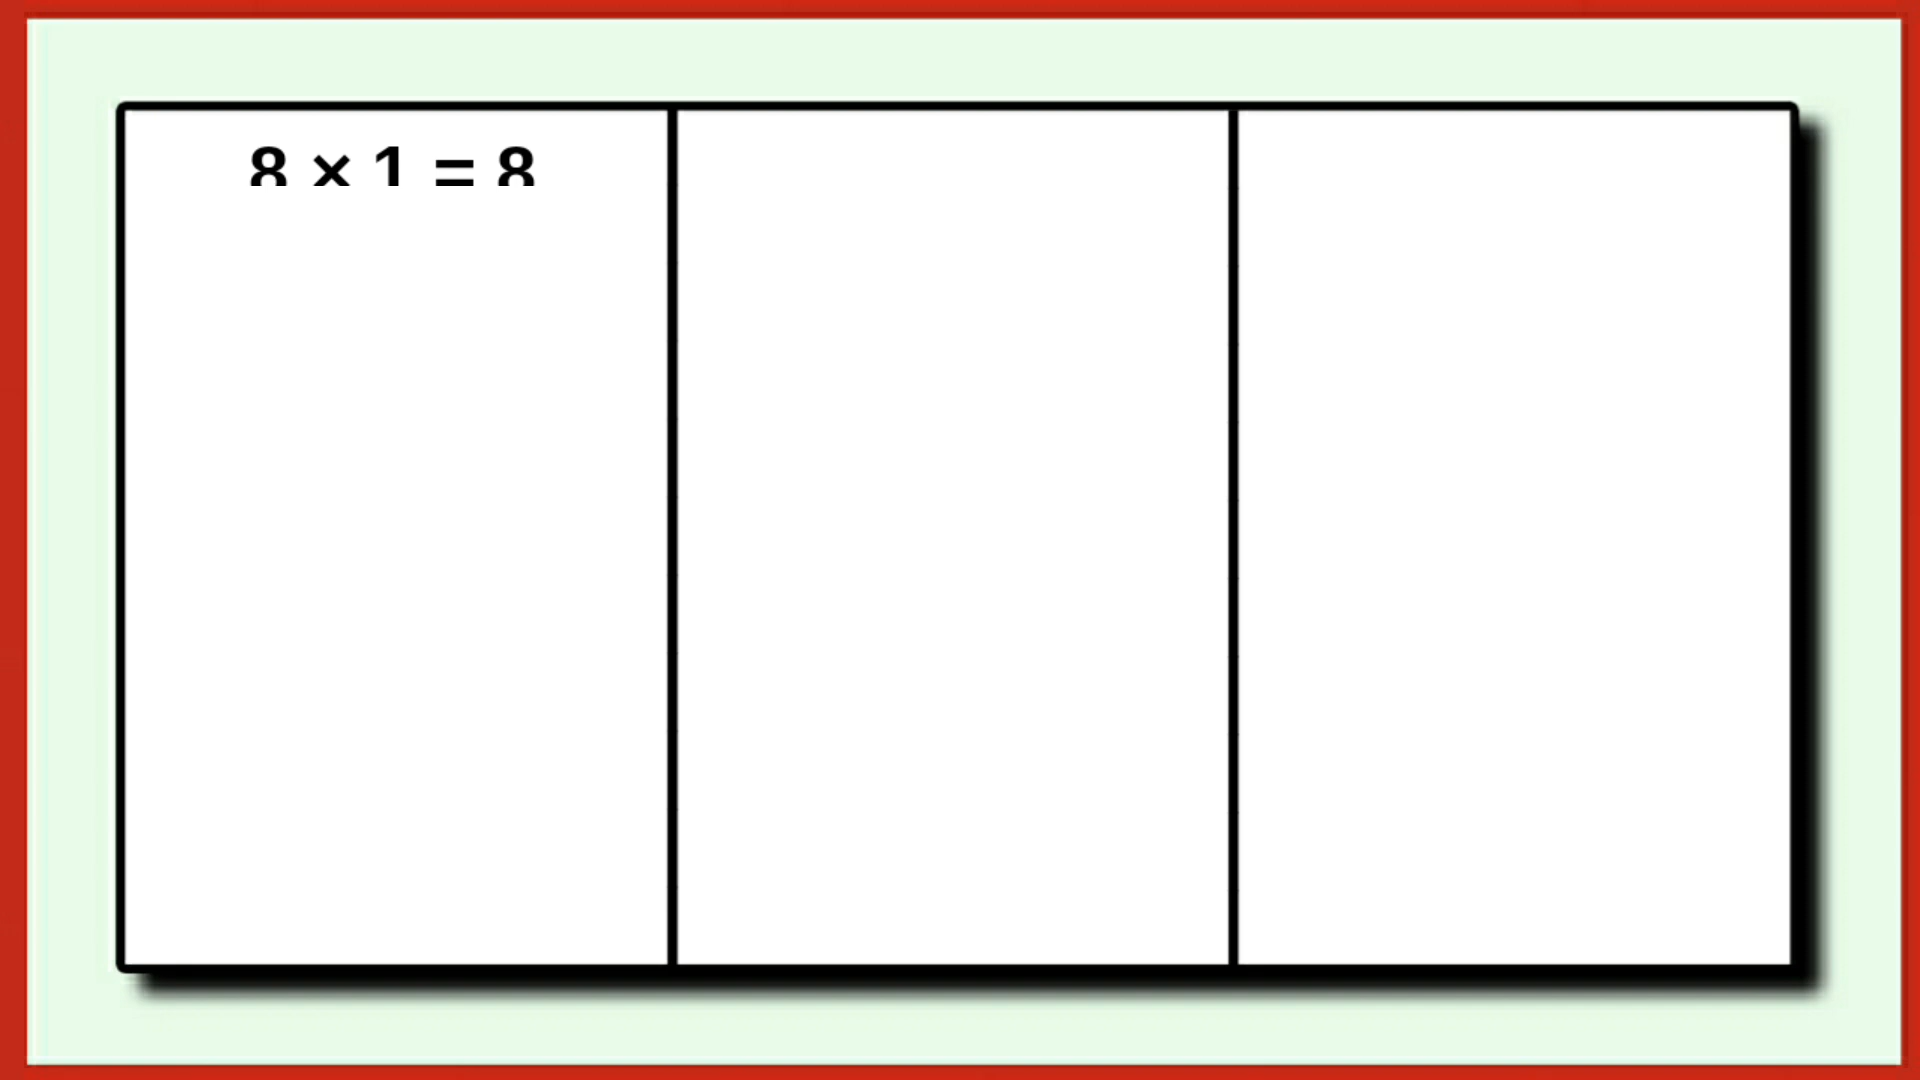 8 × 1 = 8